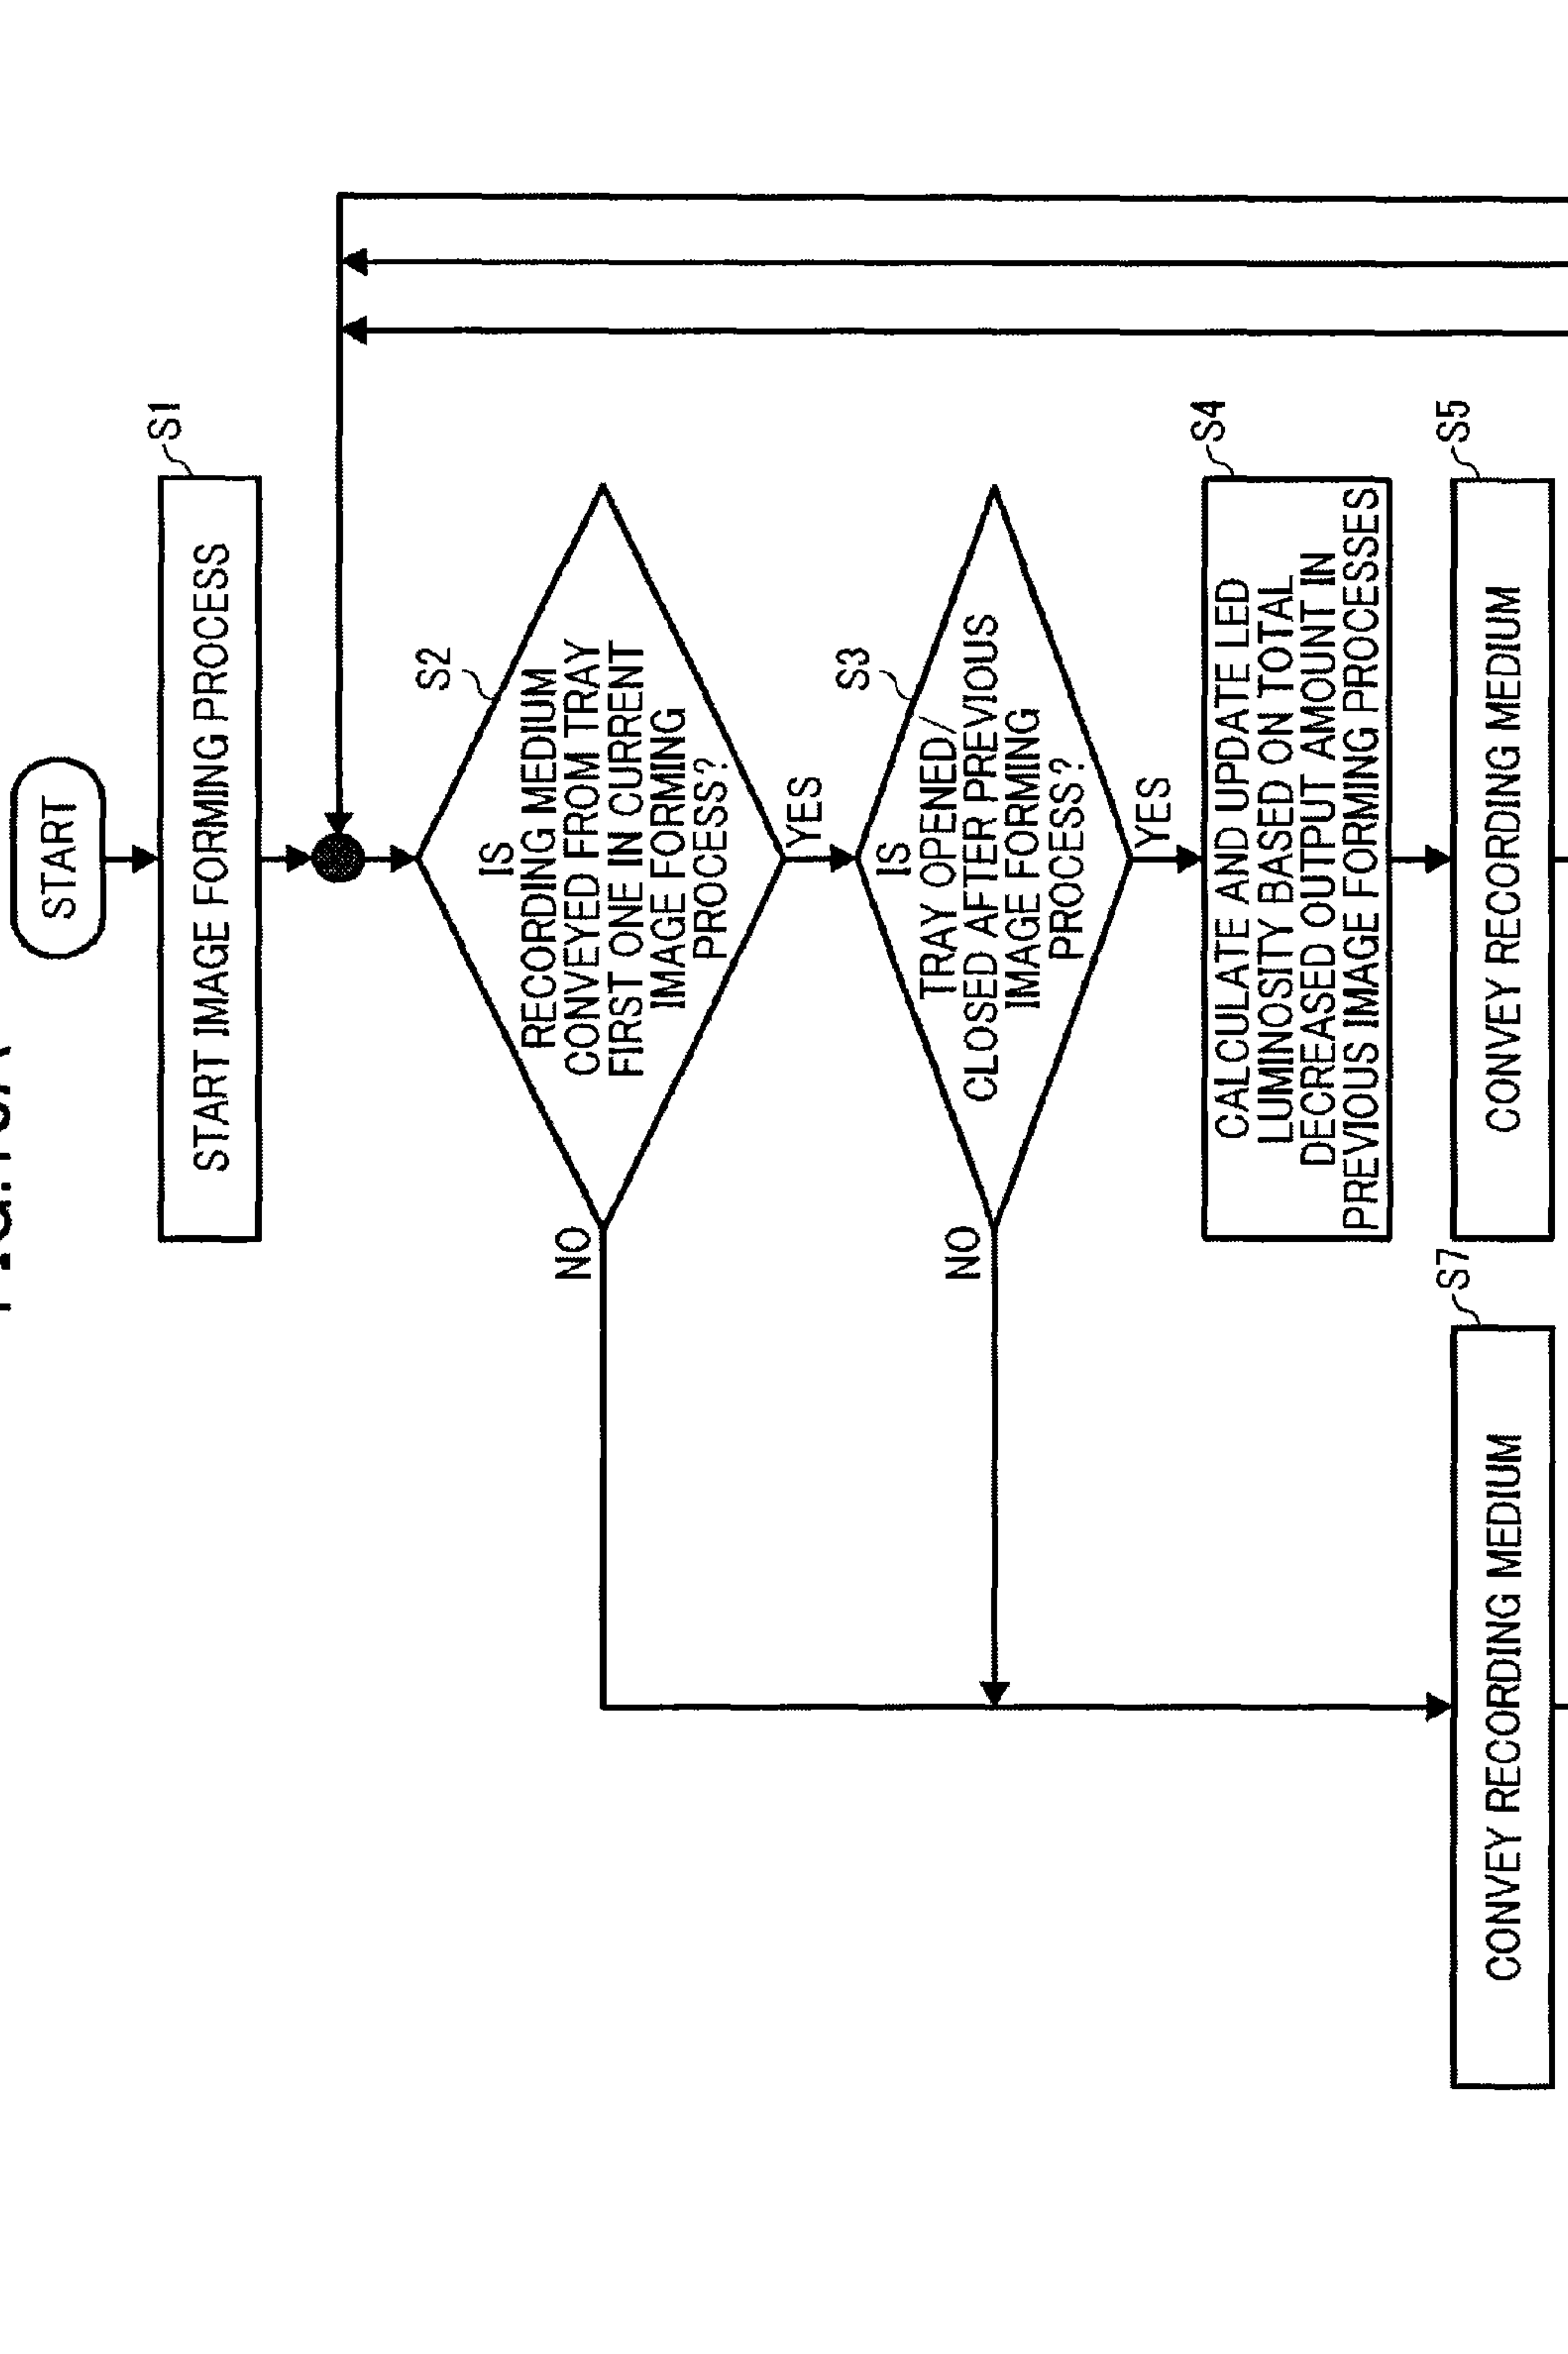 START
S1
START IMAGE FORMING PROCESS
S2
IS
RECORDING MEDIUM
CONVEYED FROM TRAY
FIRST ONE IN CURRENT
IMAGE FORMING
PROCESS?
NO
YES
S3
IS
TRAY OPENED/
CLOSED AFTER PREVIOUS
IMAGE FORMING
PROCESS?
NO
YES
S4
CALCULATE AND UPDATE LED
LUMINOSITY BASED ON TOTAL
DECREASED OUTPUT AMOUNT IN
PREVIOUS IMAGE FORMING PROCESSES
S7
CONVEY RECORDING MEDIUM
S5
CONVEY RECORDING MEDIUM